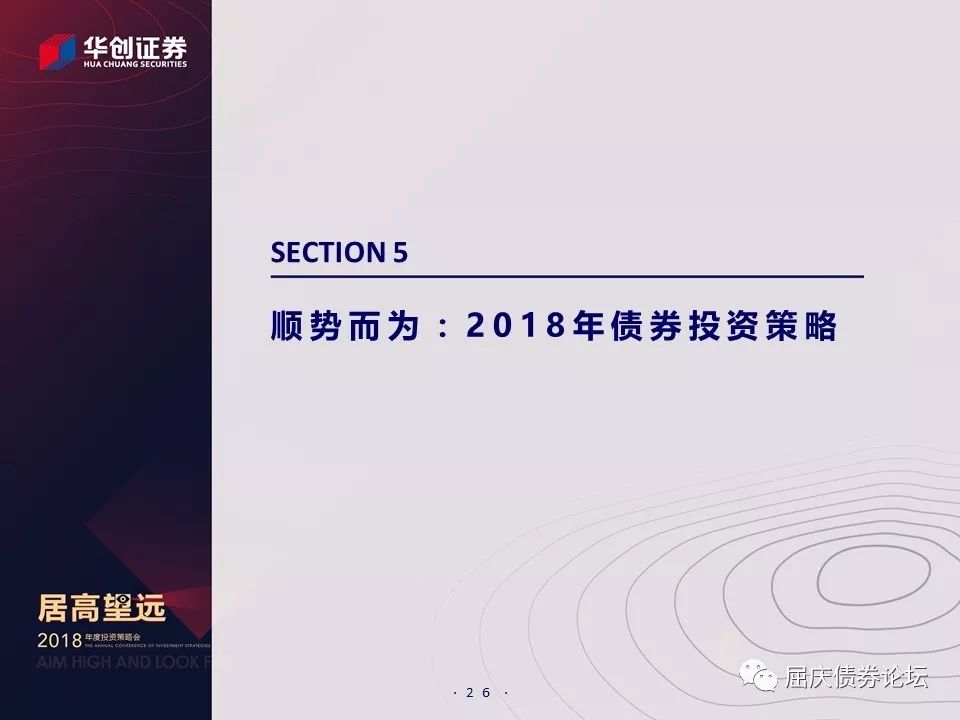 华创证券
HUA CHUANG SECURITIES
SECTION 5
顺势而为：2018年债券投资策略
居高望远
2018 年度投资策略会
THE ANNUAL CONFERENCE OF INVESTMENT STRATEGIES
AIM HIGH AND LOOK F
· 26 ·
屈庆债券论坛